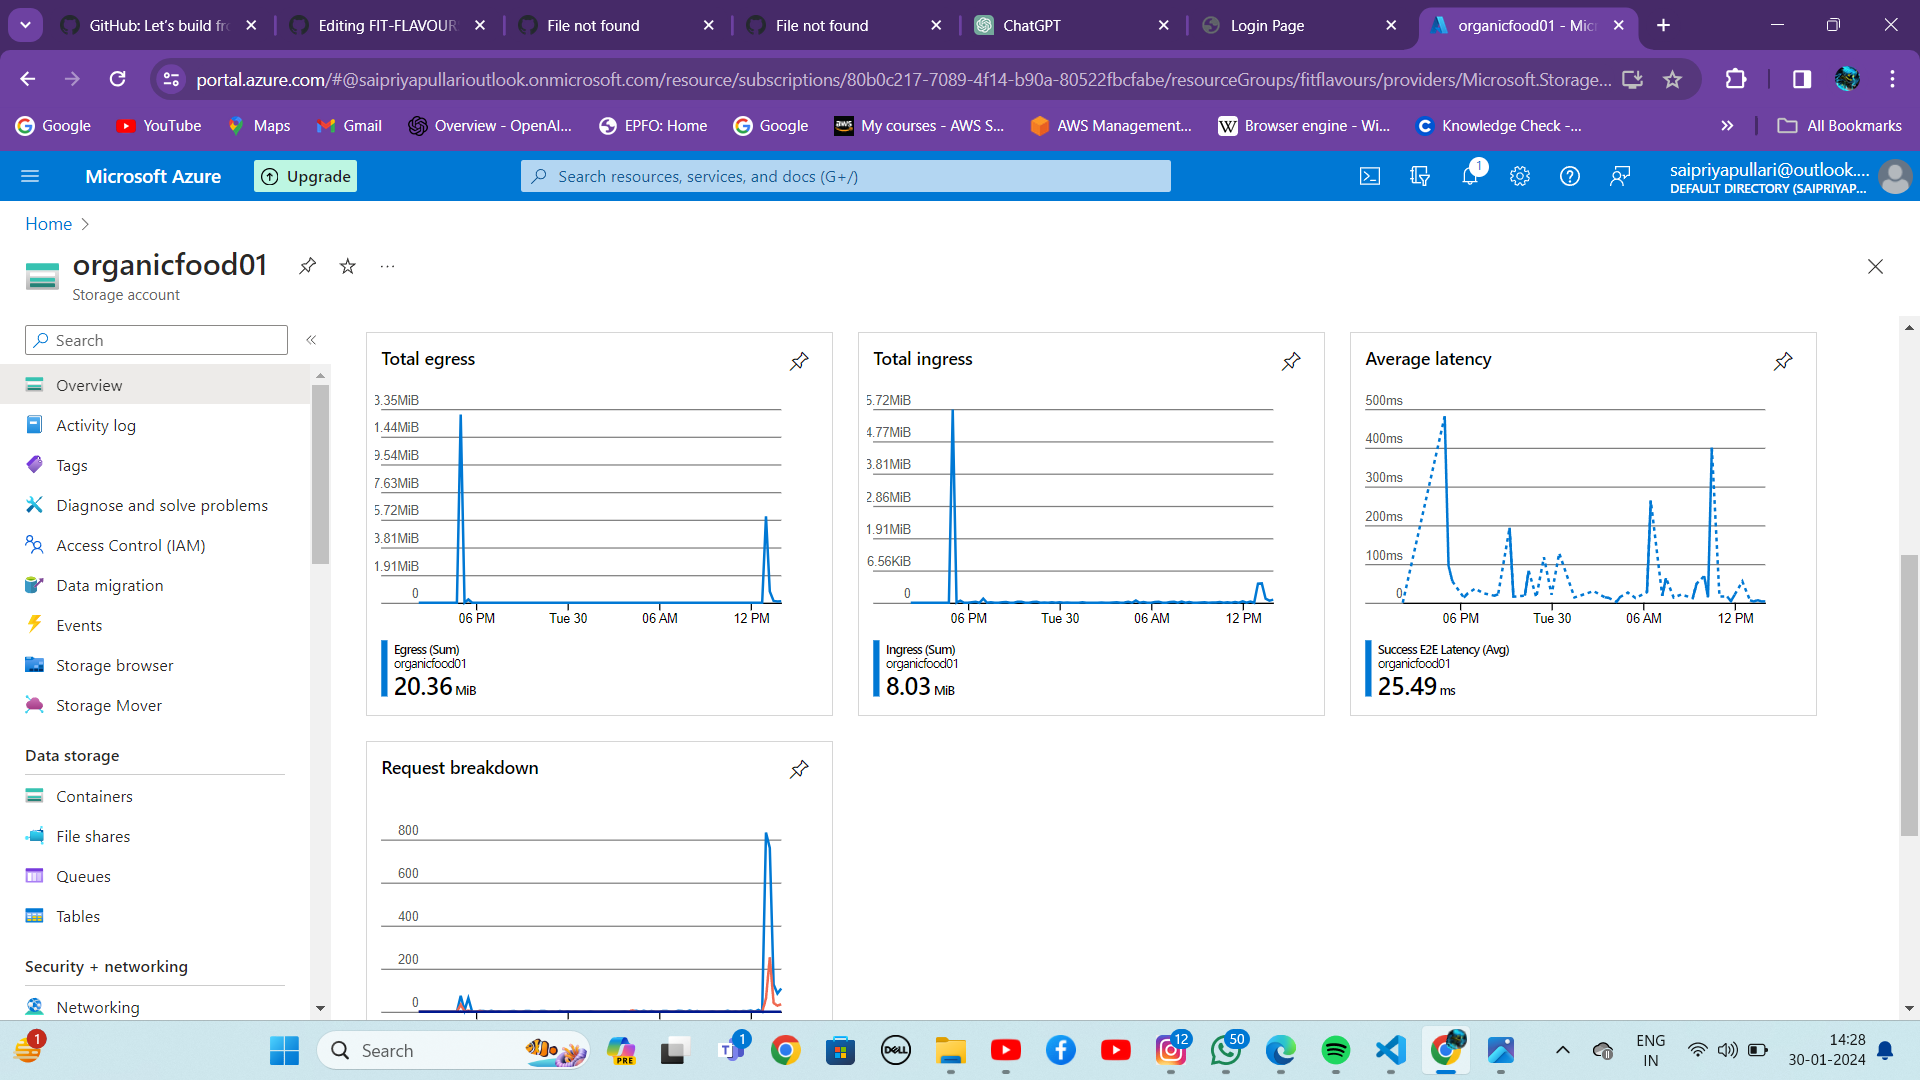 GitHub: Let's build fr
Editing FIT-FLAVOUR
File not found
File not found
ChatGPT
Login Page
organicfood01 - Mic
portal.azure.com/#@saipriyapullarioutlook.onmicrosoft.com/resource/subscriptions/80b0c217-7089-4f14-b90a-80522fbcfabe/resourceGroups/fitflavours/providers/Microsoft.Storage...
Google
YouTube
Maps
Gmail
Overview - OpenAI...
EPFO: Home
Google
aws My courses - AWS S...
AWS Management...
W Browser engine - Wi...
C Knowledge Check -...
All Bookmarks
Microsoft Azure
Upgrade
Search resources, services, and docs (G+/)
1
saipriyapullari@outlook....
DEFAULT DIRECTORY (SAIPRIYAP...
Home
organicfood01
Storage account
Search
Overview
Activity log
Tags
Diagnose and solve problems
Access Control (IAM)
Data migration
Events
Storage browser
Storage Mover
Data storage
Containers
File shares
Queues
Tables
Security + networking
Networking
Total egress
3.35MiB
1.44MiB
9.54MiB
7.63MiB
5.72MiB
3.81MiB
1.91MiB
0
06 PM Tue 30 06 AM 12 PM
Egress (Sum)
organicfood01
20.36 MiB
Total ingress
5.72MiB
4.77MiB
3.81MiB
2.86MiB
1.91MiB
6.56KiB
0
06 PM Tue 30 06 AM 12 PM
Ingress (Sum)
organicfood01
8.03 MiB
Average latency
500ms
400ms
300ms
200ms
100ms
0
06 PM Tue 30 06 AM 12 PM
Success E2E Latency (Avg)
organicfood01
25.49 ms
Request breakdown
800
600
400
200
0
1
Search
PRE
1
DELL
12
50
ENG
IN
14:28
30-01-2024